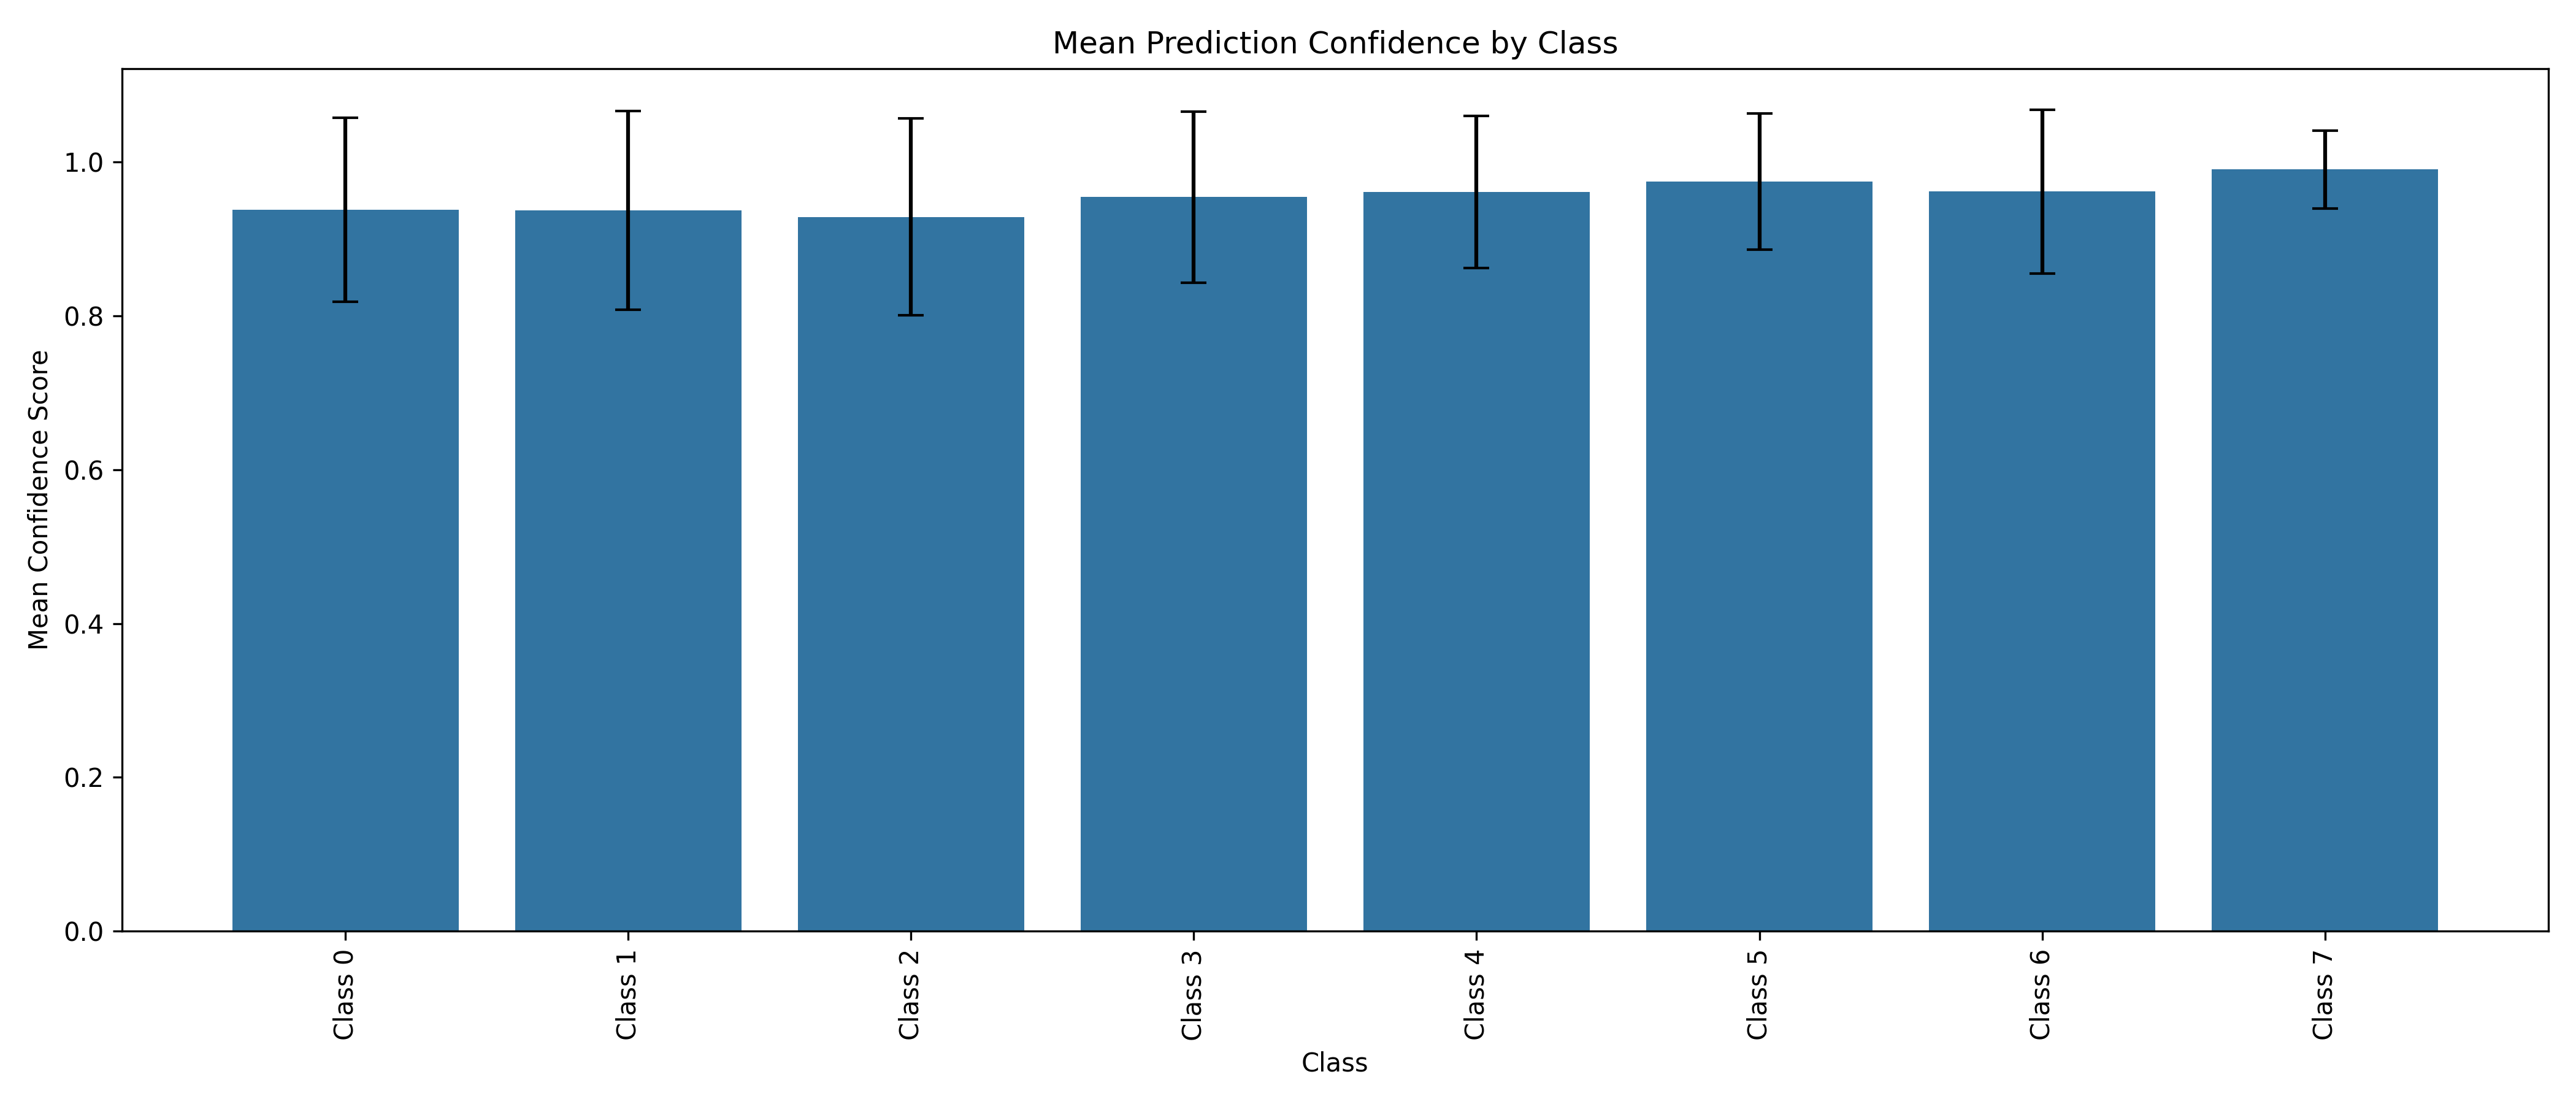 Mean Prediction Confidence by Class
Mean Confidence Score
1.0
0.8
0.6
0.4
0.2
0.0
Class 0
Class 1
Class 2
Class 3
Class 4
Class 5
Class 6
Class 7
Class